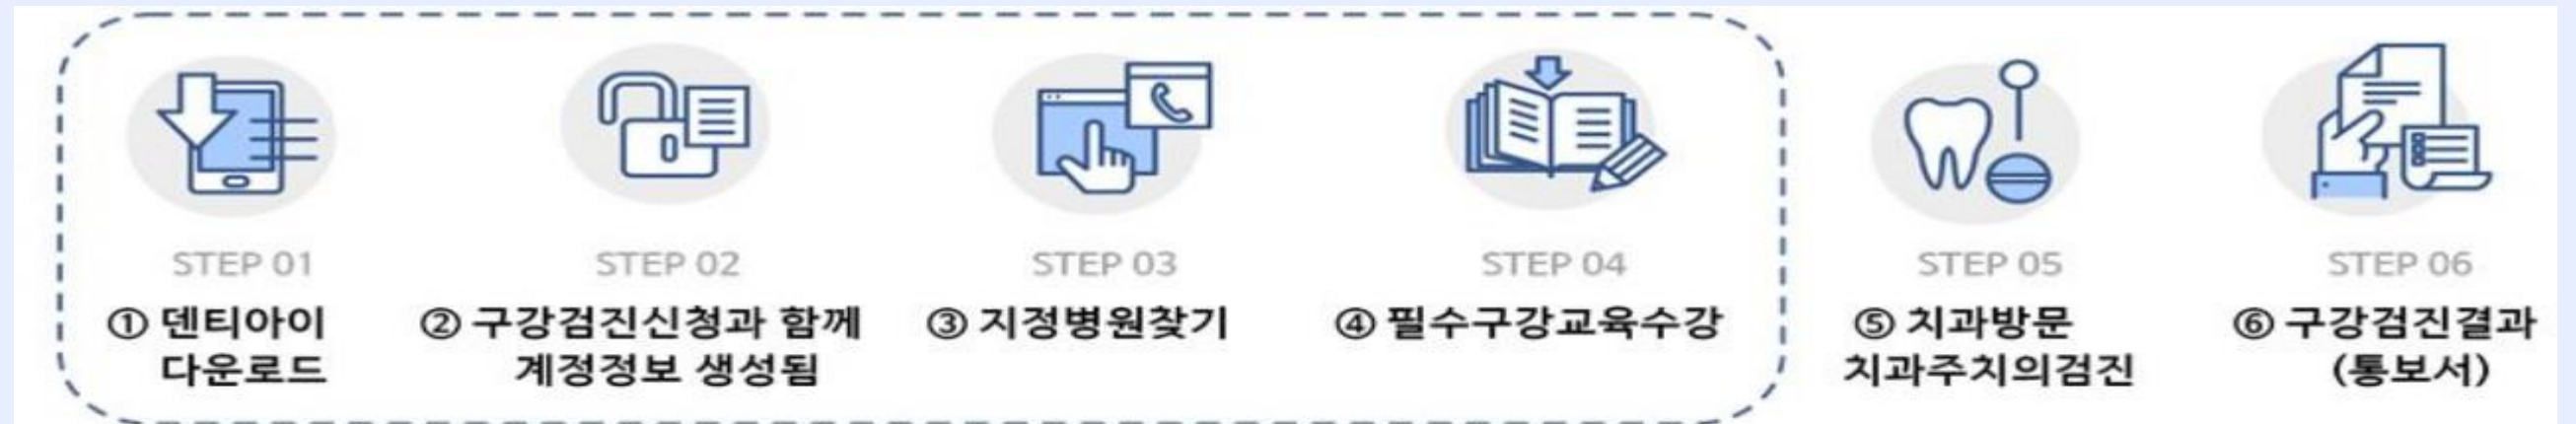 STEP 01
① 덴티아이
다운로드
STEP 02
② 구강검진신청과 함께
계정정보 생성됨
STEP 03
③ 지정병원찾기
STEP 04
④ 필수구강교육수강
STEP 05
⑤ 치과방문
치과주치의검진
STEP 06
⑥ 구강검진결과
(통보서)